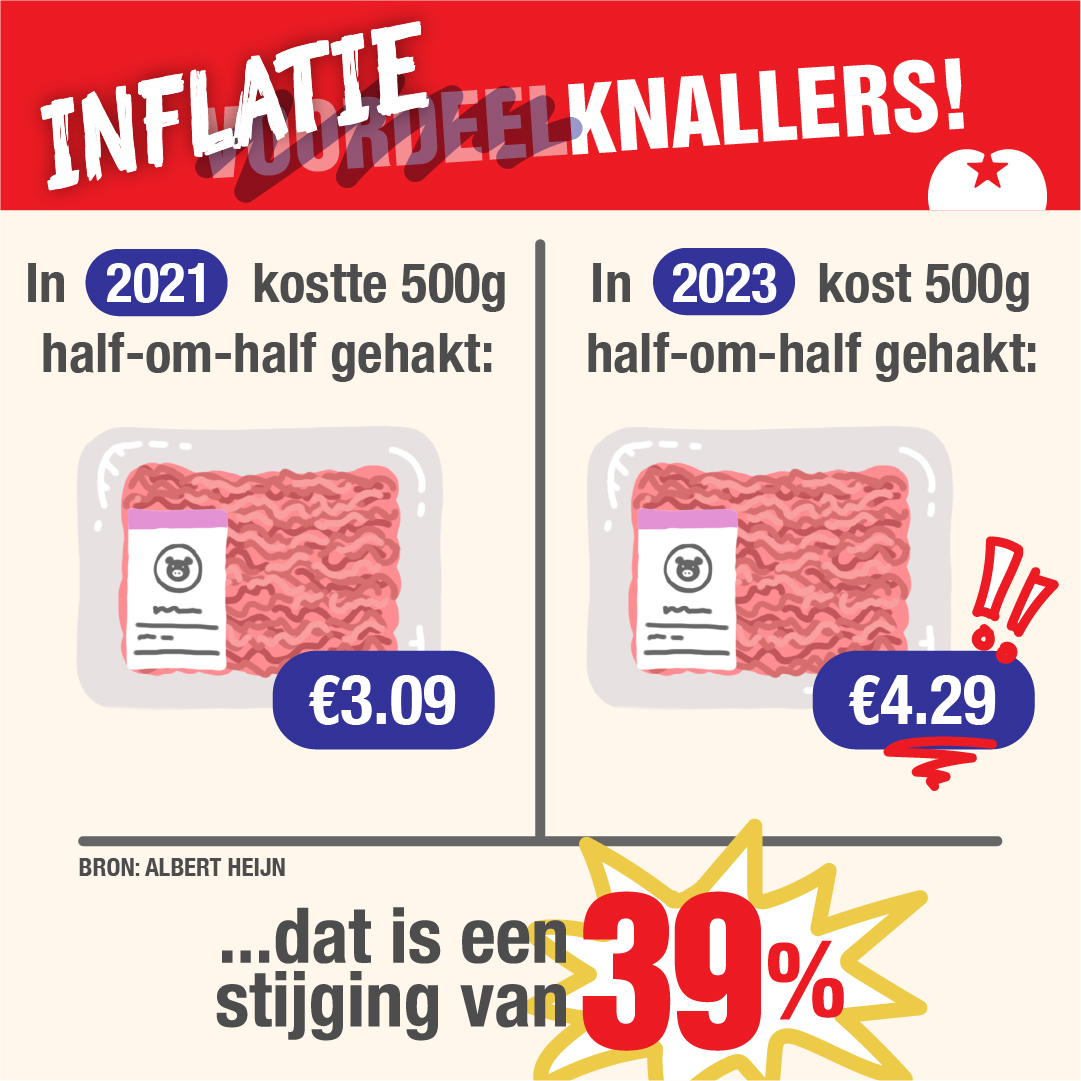 INFLATIE VOORDEELKNALLERS!
In 2021 kostte 500g
half-om-half gehakt:
€3.09
In 2023 kost 500g
half-om-half gehakt:
€4.29
!!
BRON: ALBERT HEIJN
...dat is een
stijging van 39%